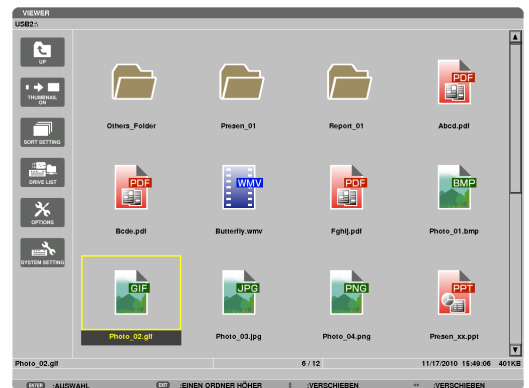 VIEWER
USB2:\
UP
THUMBNAIL ON
SORT SETTING
DRIVE LIST
OPTIONS
SYSTEM SETTING
Others_Folder
Presen_01
Report_01
PDF
Abcd.pdf
PDF
Bcde.pdf
WMV
Butterfly.wmv
PDF
Fghij.pdf
BMP
Photo_01.bmp
GIF
Photo_02.gif
JPG
Photo_03.jpg
PNG
Photo_04.png
PPT
Presen_xx.ppt
Photo_02.gif 6 / 12 11/17/2010 15:49:06 401KB
ENTER :AUSWAHL EXIT :EINEN ORDNER HÖHER :VERSCHIEBEN :VERSCHIEBEN